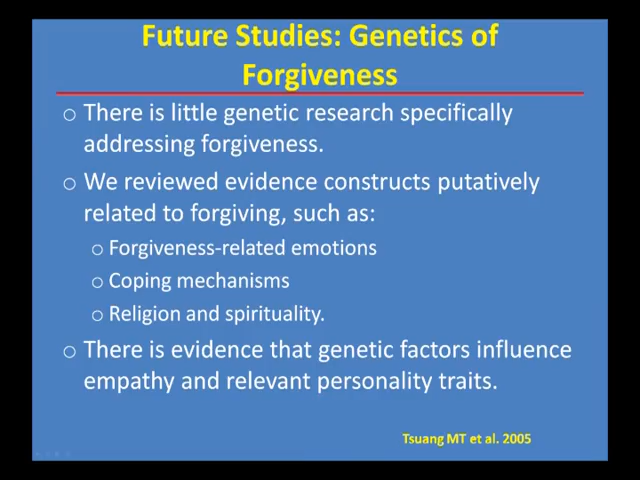 Future Studies: Genetics of
Forgiveness
○ There is little genetic research specifically
addressing forgiveness.
○ We reviewed evidence constructs putatively
related to forgiving, such as:
○ Forgiveness-related emotions
○ Coping mechanisms
○ Religion and spirituality.
○ There is evidence that genetic factors influence
empathy and relevant personality traits.
Tsuang MT et al. 2005